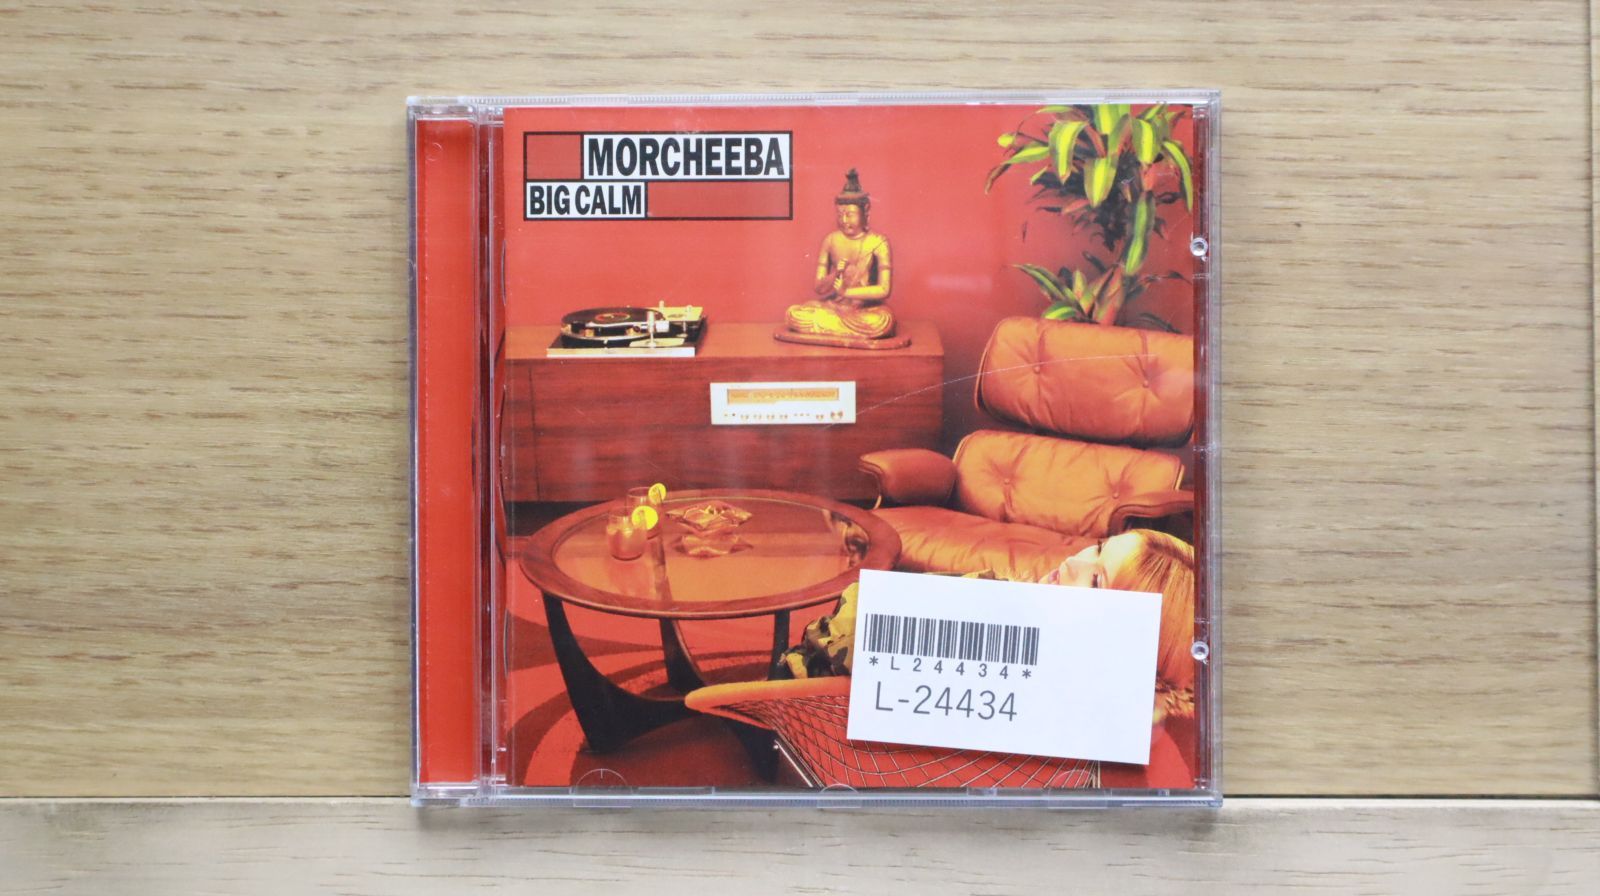 MORCHEEBA
BIG CALM
*L24434*
L-24434